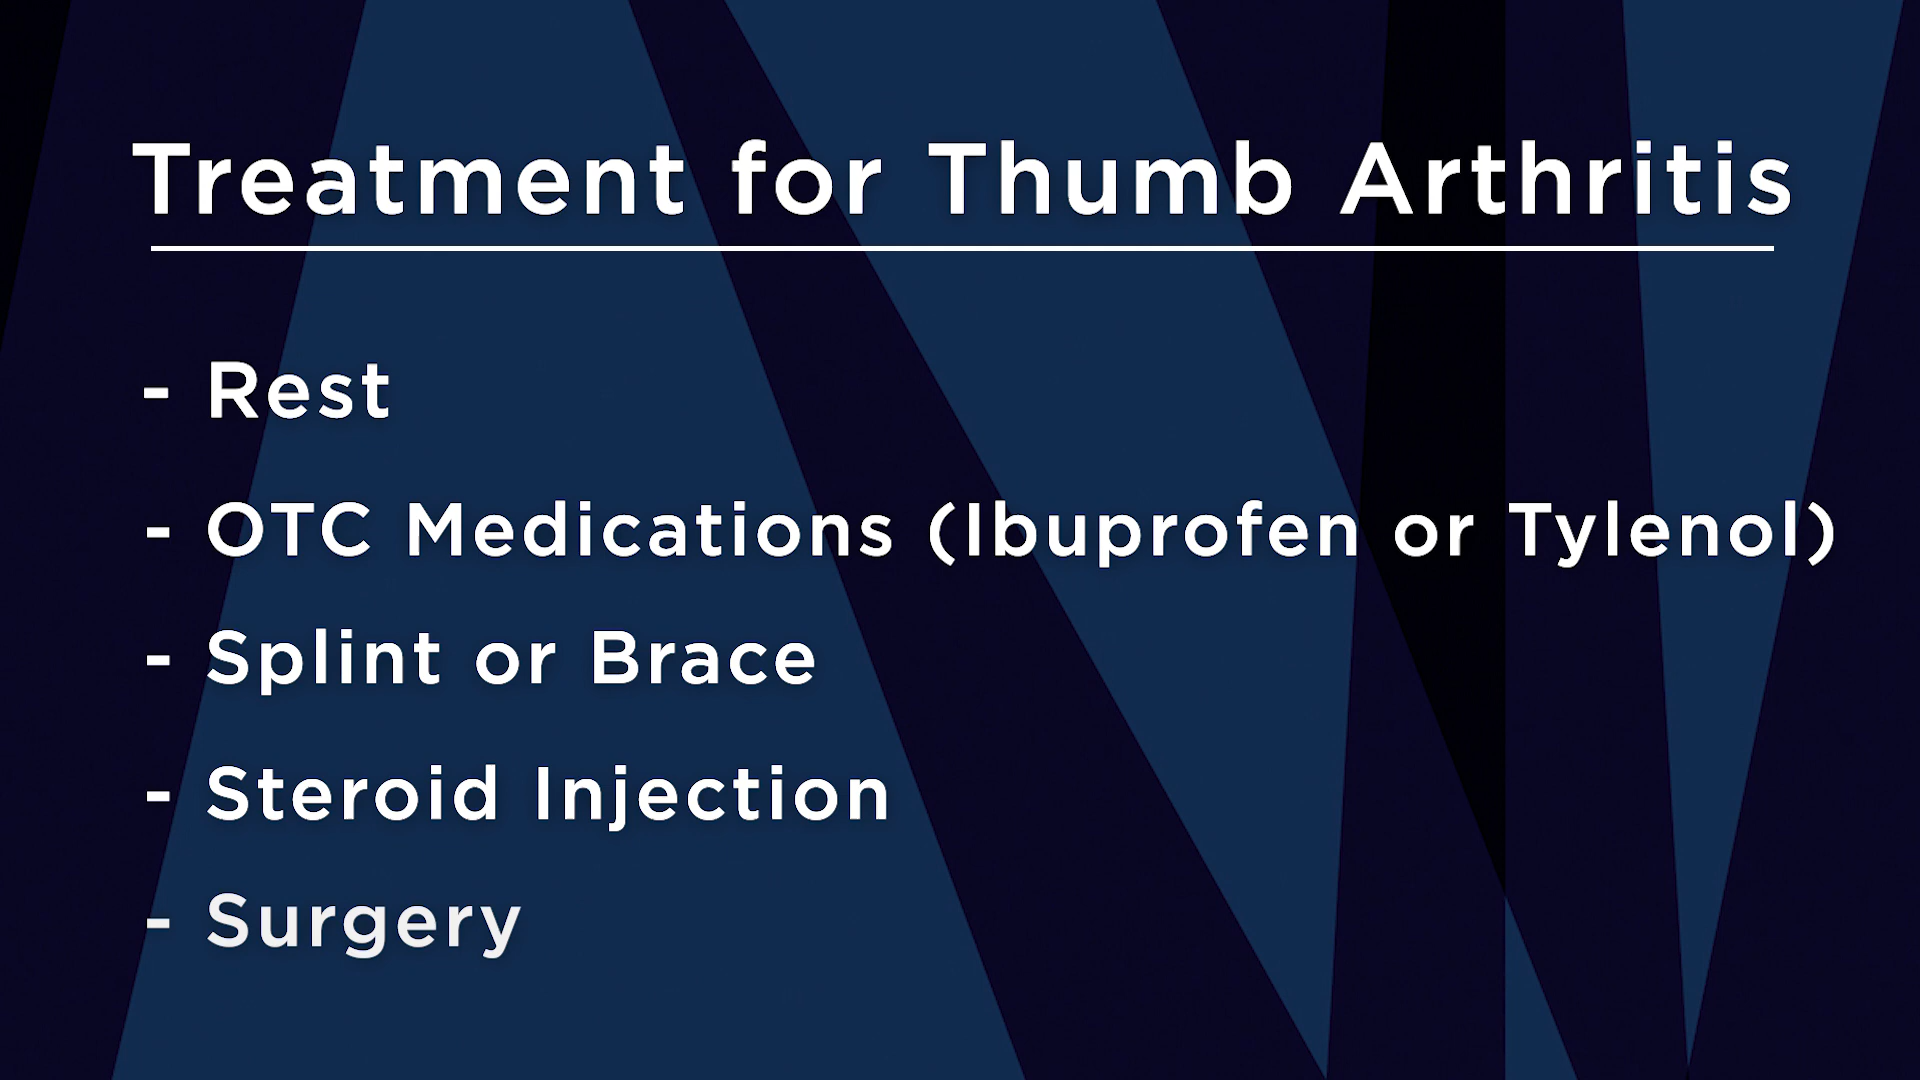 Treatment for Thumb Arthritis
- Rest
- OTC Medications (Ibuprofen or Tylenol)
- Splint or Brace
- Steroid Injection
- Surgery